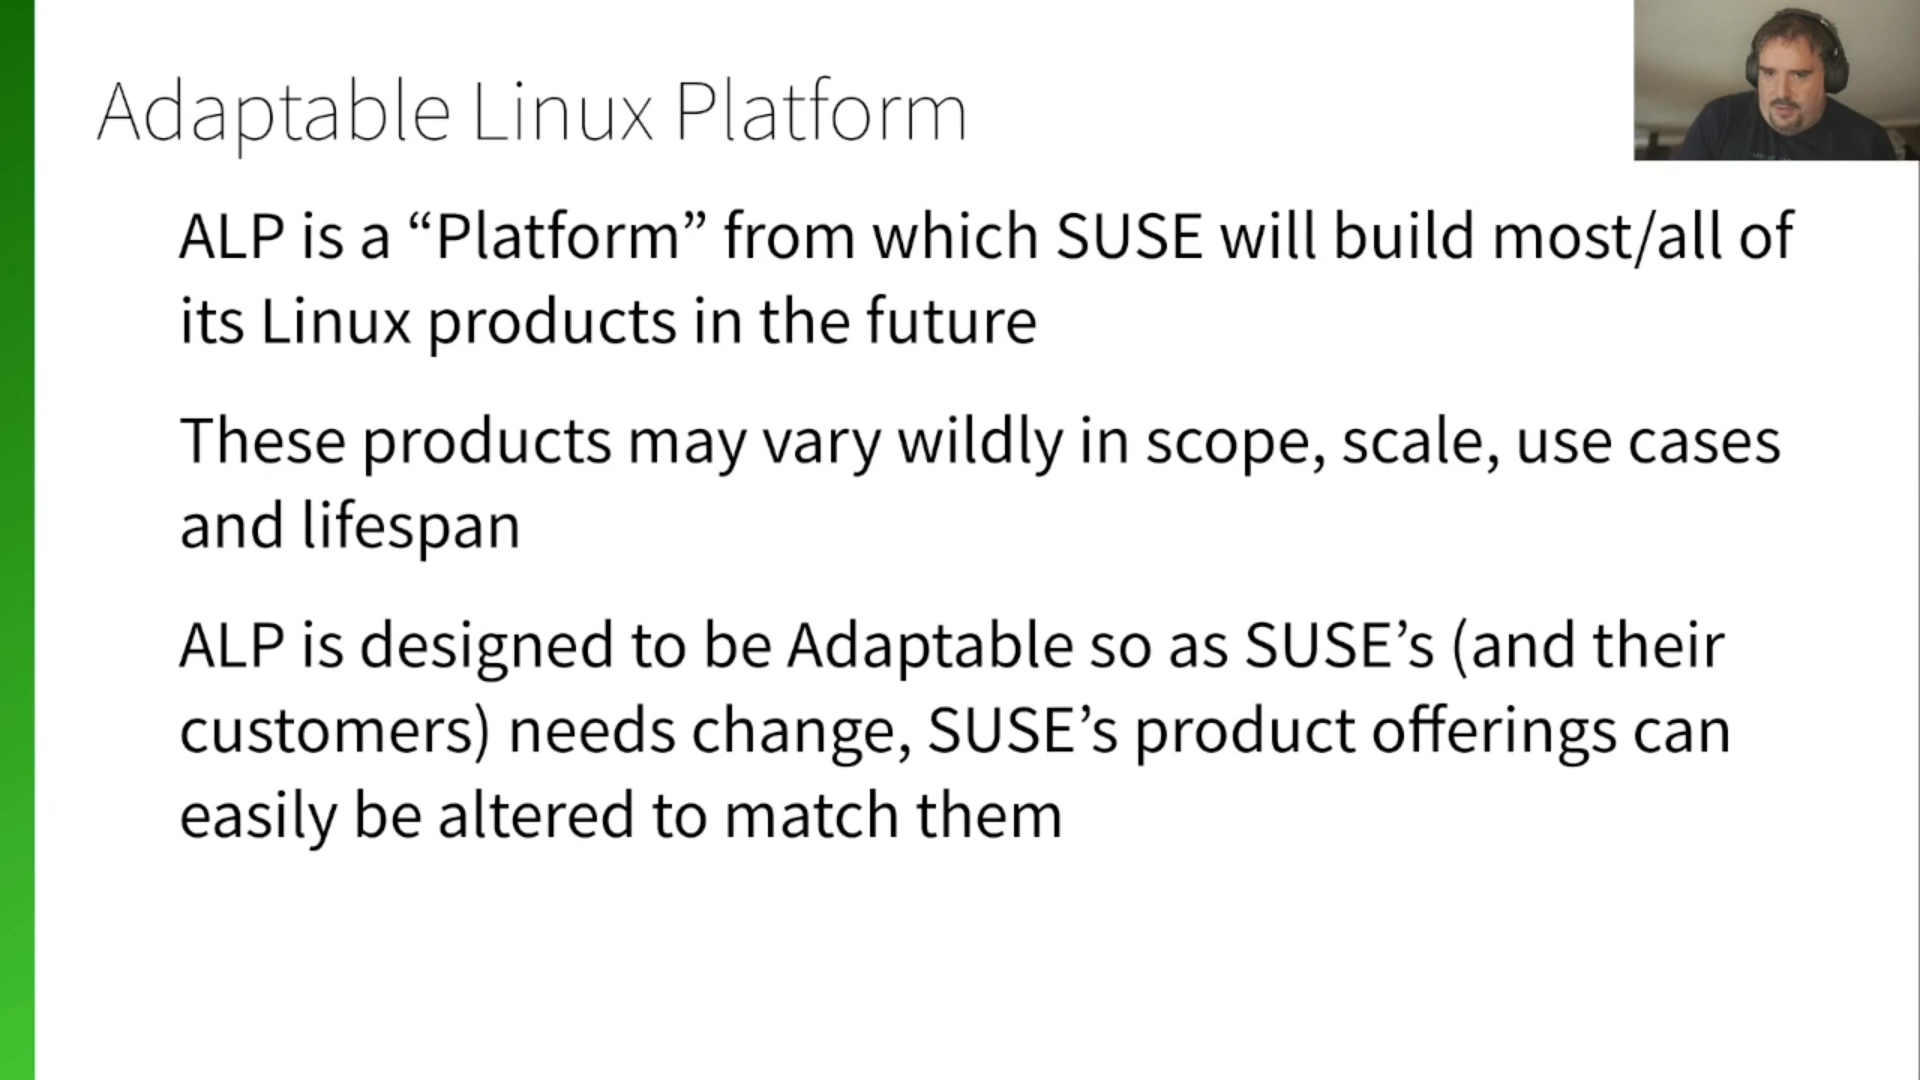 Adaptable Linux Platform
ALP is a “Platform” from which SUSE will build most/all of
its Linux products in the future
These products may vary wildly in scope, scale, use cases
and lifespan
ALP is designed to be Adaptable so as SUSE’s (and their
customers) needs change, SUSE’s product offerings can
easily be altered to match them